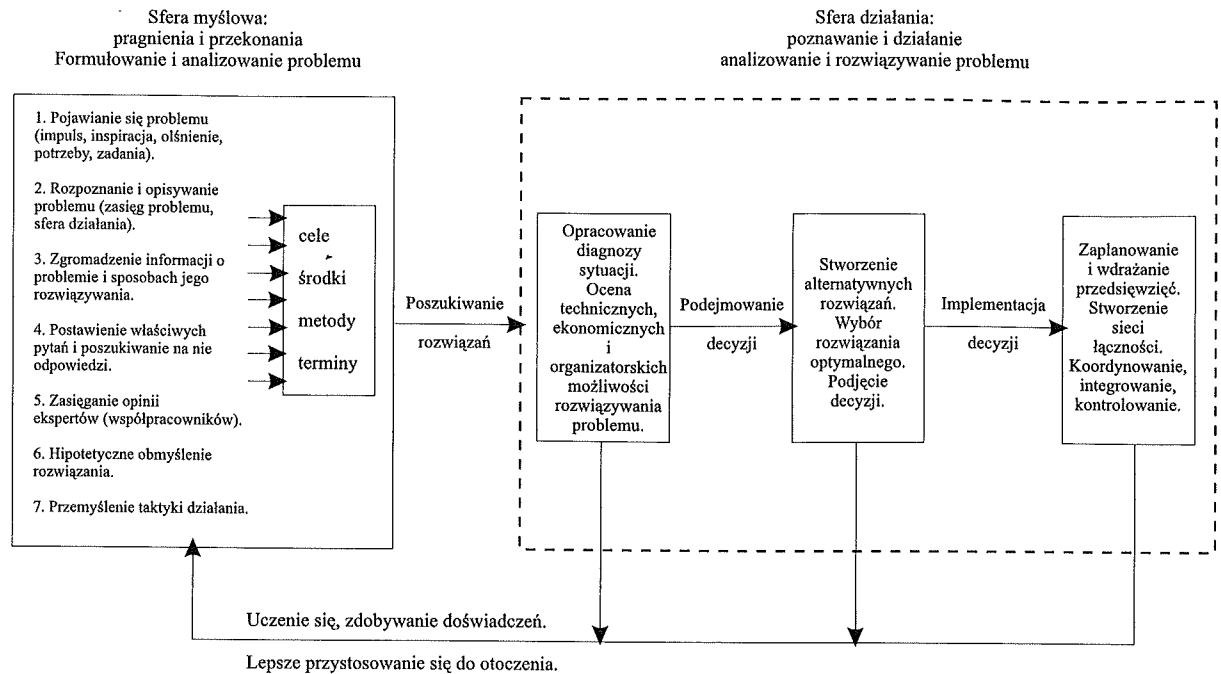 Sfera myślowa:
pragnienia i przekonania
Formułowanie i analizowanie problemu
Sfera działania:
poznawanie i działanie
analizowanie i rozwiązywanie problemu
1. Pojawianie się problemu
(impuls, inspiracja, olśnienie,
potrzeby, zadania).
2. Rozpoznanie i opisywanie
problemu (zasięg problemu,
sfera działania).
3. Zgromadzenie informacji o
problemie i sposobach jego
rozwiązywania.
4. Postawienie właściwych
pytań i poszukiwanie na nie
odpowiedzi.
5. Zasięganie opinii
ekspertów (współpracowników).
6. Hipotetyczne obmyślenie
rozwiązania.
7. Przemyślenie taktyki działania.
cele
środki
metody
terminy
Poszukiwanie
rozwiązań
Opracowanie
diagnozy
sytuacji.
Ocena
technicznych,
ekonomicznych
i
organizatorskich
możliwości
rozwiązywania
problemu.
Podejmowanie
decyzji
Stworzenie
alternatywnych
rozwiązań.
Wybór
rozwiązania
optymalnego.
Podjęcie
decyzji.
Implementacja
decyzji
Zaplanowanie
i wdrażanie
przedsięwzięć.
Stworzenie
sieci
łączności.
Koordynowanie,
integrowanie,
kontrolowanie.
Uczenie się, zdobywanie doświadczeń.
Lepsze przystosowanie się do otoczenia.